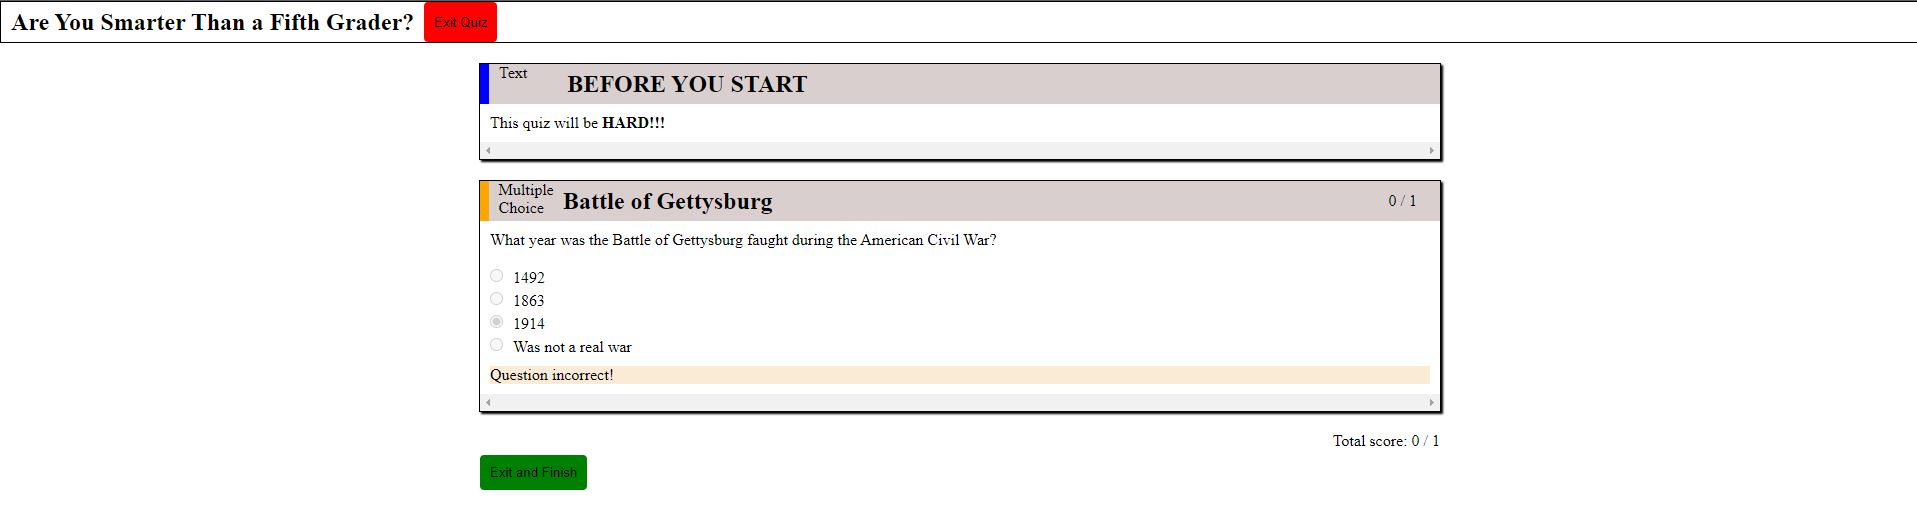 Are You Smarter Than a Fifth Grader? Exit Quiz
Text BEFORE YOU START
This quiz will be HARD!!!
Multiple Choice Battle of Gettysburg 0 / 1
What year was the Battle of Gettysburg faught during the American Civil War?
1492
1863
1914
Was not a real war
Question incorrect!
Total score: 0 / 1
Exit and Finish